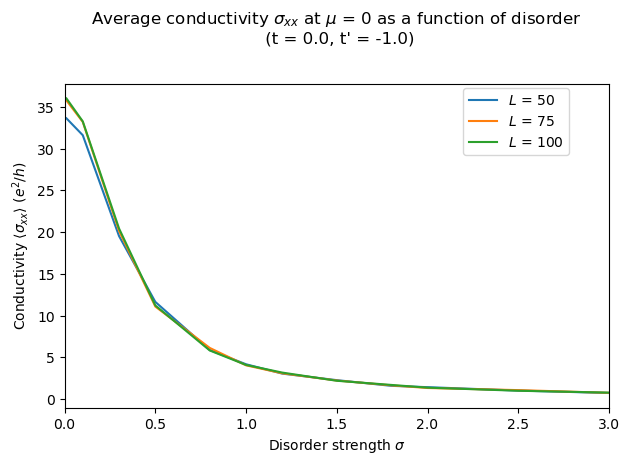 Average conductivity σxx at μ = 0 as a function of disorder
(t = 0.0, t' = -1.0)
L = 50
L = 75
L = 100
Conductivity ⟨σxx⟩ (e²/h)
35
30
25
20
15
10
5
0
0.0 0.5 1.0 1.5 2.0 2.5 3.0
Disorder strength σ